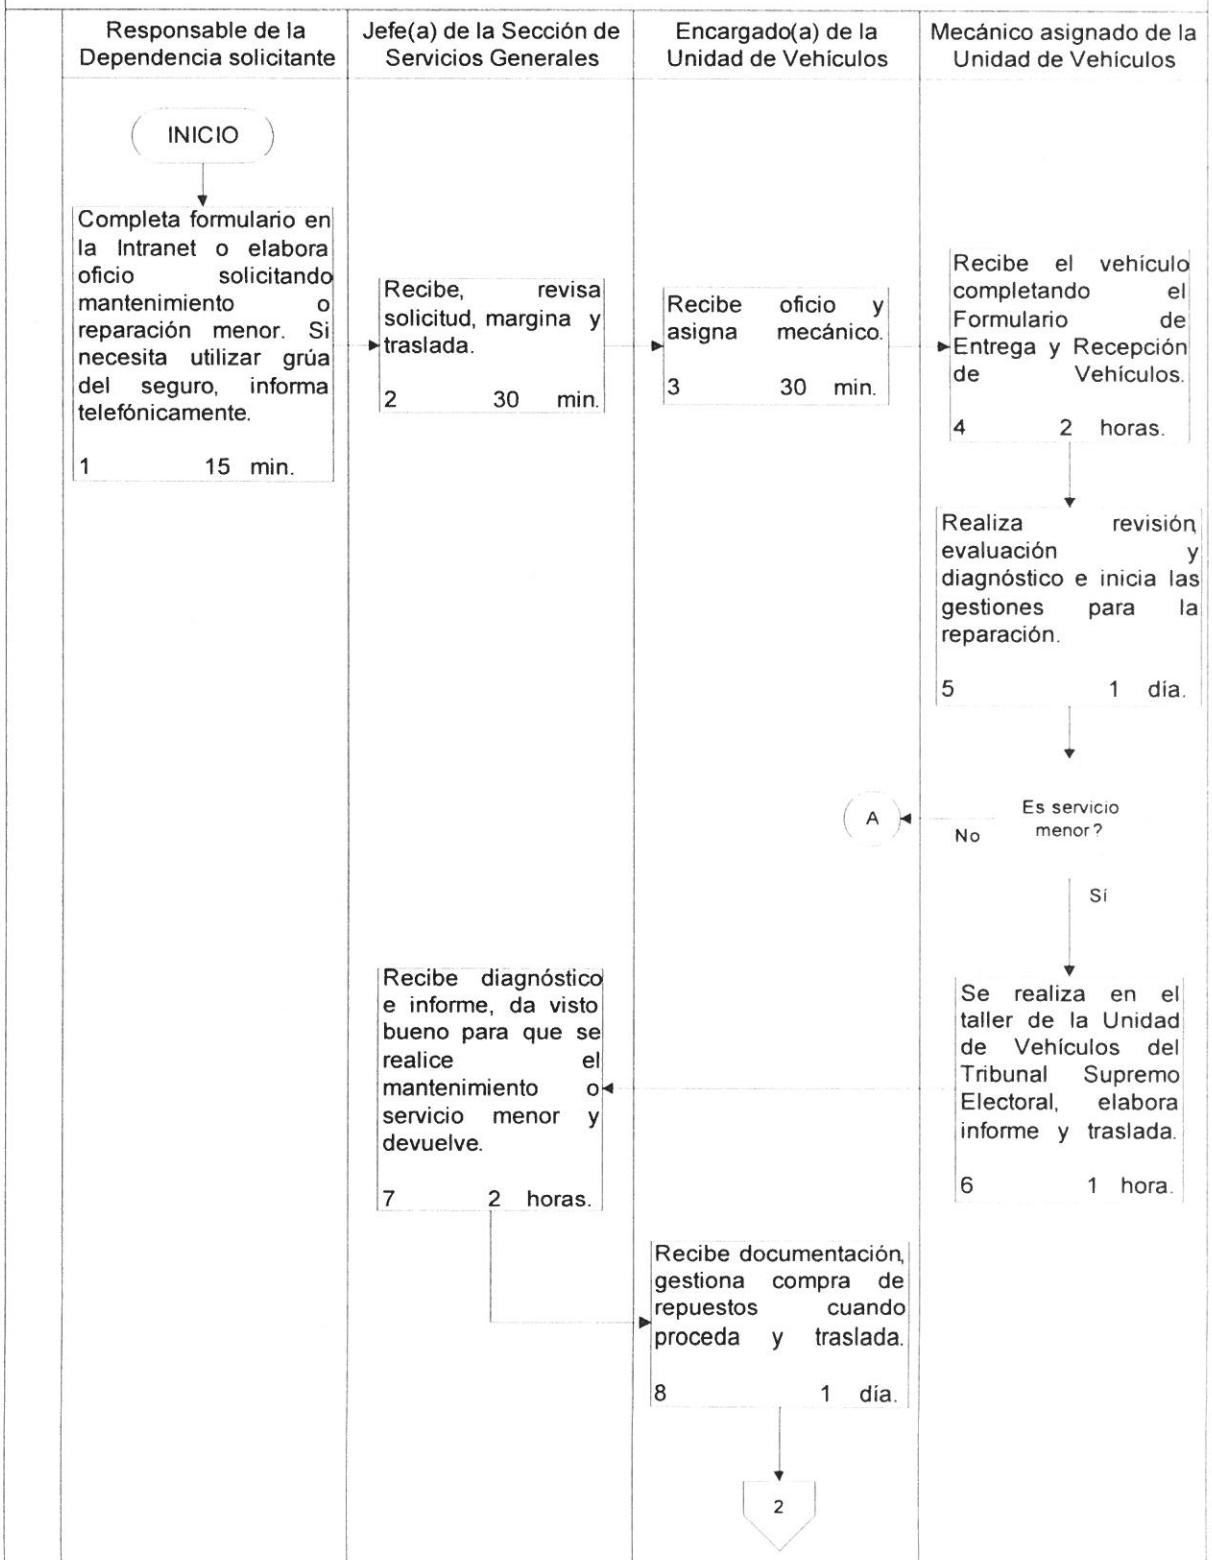 Responsable de la
Dependencia solicitante
Jefe(a) de la Sección de
Servicios Generales
Encargado(a) de la
Unidad de Vehículos
Mecánico asignado de la
Unidad de Vehículos
INICIO
Completa formulario en
la Intranet o elabora
oficio solicitando
mantenimiento o
reparación menor. Si
necesita utilizar grúa
del seguro, informa
telefónicamente.
1 15 min.
Recibe, revisa
solicitud, margina y
traslada.
2 30 min.
Recibe oficio y
asigna mecánico.
3 30 min.
Recibe el vehículo
completando el
Formulario de
Entrega y Recepción
de Vehículos.
4 2 horas.
Realiza revisión
evaluación y
diagnóstico e inicia las
gestiones para la
reparación.
5 1 día.
Es servicio
menor?
No
A
Sí
Se realiza en el
taller de la Unidad
de Vehículos del
Tribunal Supremo
Electoral, elabora
informe y traslada.
6 1 hora.
Recibe diagnóstico
e informe, da visto
bueno para que se
realice el
mantenimiento o
servicio menor y
devuelve.
7 2 horas.
Recibe documentación,
gestiona compra de
repuestos cuando
proceda y traslada.
8 1 día.
2